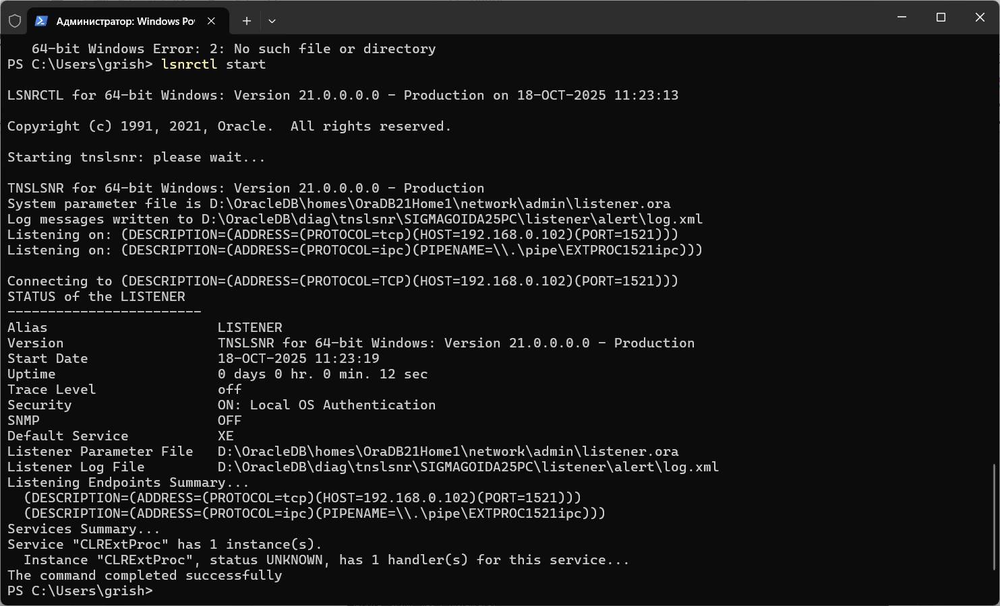 Администратор: Windows Po
64-bit Windows Error: 2: No such file or directory
PS C:\Users\grish> lsnrctl start
LSNRCTL for 64-bit Windows: Version 21.0.0.0.0 - Production on 18-OCT-2025 11:23:13
Copyright (c) 1991, 2021, Oracle.  All rights reserved.
Starting tnslsnr: please wait...
TNSLSNR for 64-bit Windows: Version 21.0.0.0.0 - Production
System parameter file is D:\OracleDB\homes\OraDB21Home1\network\admin\listener.ora
Log messages written to D:\OracleDB\diag\tnslsnr\SIGMAGOIDA25PC\listener\alert\log.xml
Listening on: (DESCRIPTION=(ADDRESS=(PROTOCOL=tcp)(HOST=192.168.0.102)(PORT=1521)))
Listening on: (DESCRIPTION=(ADDRESS=(PROTOCOL=ipc)(PIPENAME=\\.\pipe\EXTPROC1521ipc)))
Connecting to (DESCRIPTION=(ADDRESS=(PROTOCOL=TCP)(HOST=192.168.0.102)(PORT=1521)))
STATUS of the LISTENER
------------------------
Alias                     LISTENER
Version                   TNSLSNR for 64-bit Windows: Version 21.0.0.0.0 - Production
Start Date                18-OCT-2025 11:23:19
Uptime                    0 days 0 hr. 0 min. 12 sec
Trace Level               off
Security                  ON: Local OS Authentication
SNMP                      OFF
Default Service           XE
Listener Parameter File   D:\OracleDB\homes\OraDB21Home1\network\admin\listener.ora
Listener Log File         D:\OracleDB\diag\tnslsnr\SIGMAGOIDA25PC\listener\alert\log.xml
Listening Endpoints Summary...
  (DESCRIPTION=(ADDRESS=(PROTOCOL=tcp)(HOST=192.168.0.102)(PORT=1521)))
  (DESCRIPTION=(ADDRESS=(PROTOCOL=ipc)(PIPENAME=\\.\pipe\EXTPROC1521ipc)))
Services Summary...
Service "CLRExtProc" has 1 instance(s).
  Instance "CLRExtProc", status UNKNOWN, has 1 handler(s) for this service...
The command completed successfully
PS C:\Users\grish>